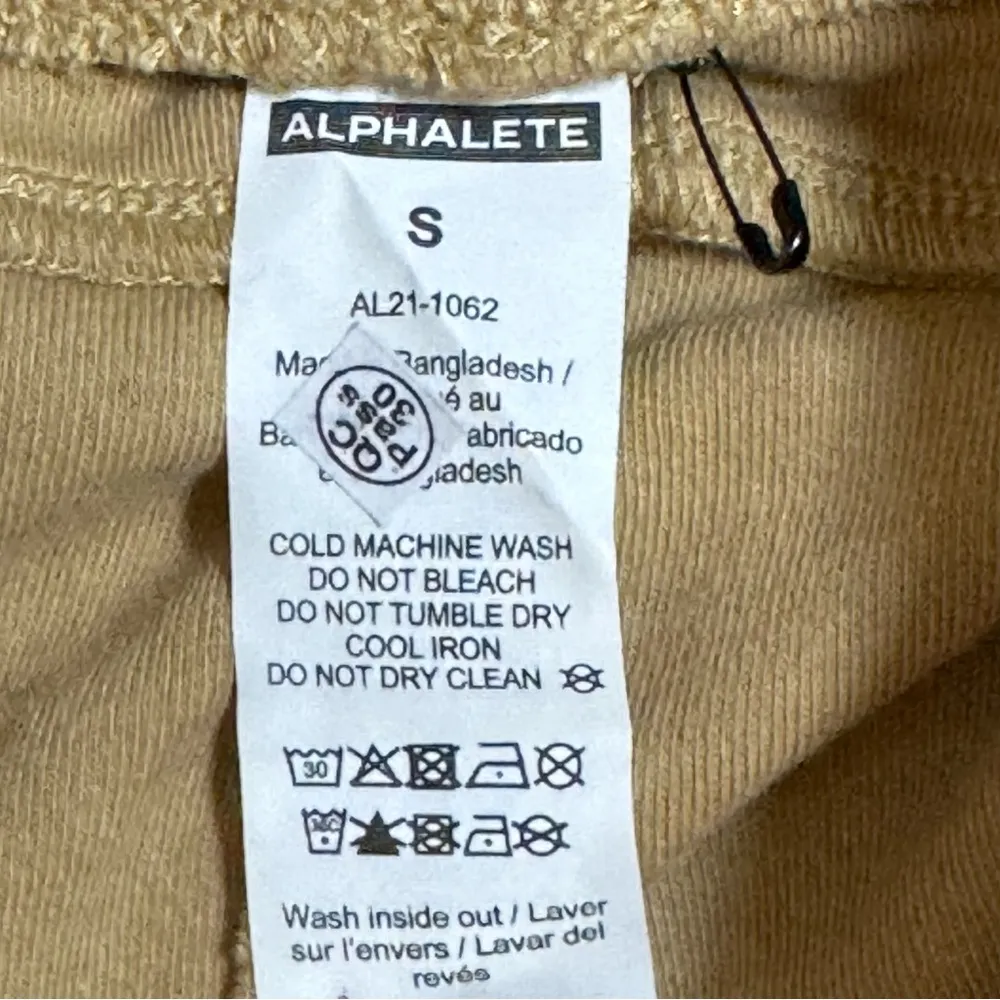 ALPHALETE
S
AL21-1062
Bangladesh /
au
abricado
COLD MACHINE WASH
DO NOT BLEACH
DO NOT TUMBLE DRY
COOL IRON
DO NOT DRY CLEAN
30
QC
Pass
30
Wash inside out / Laver
sur l'envers / Lavar del
revés